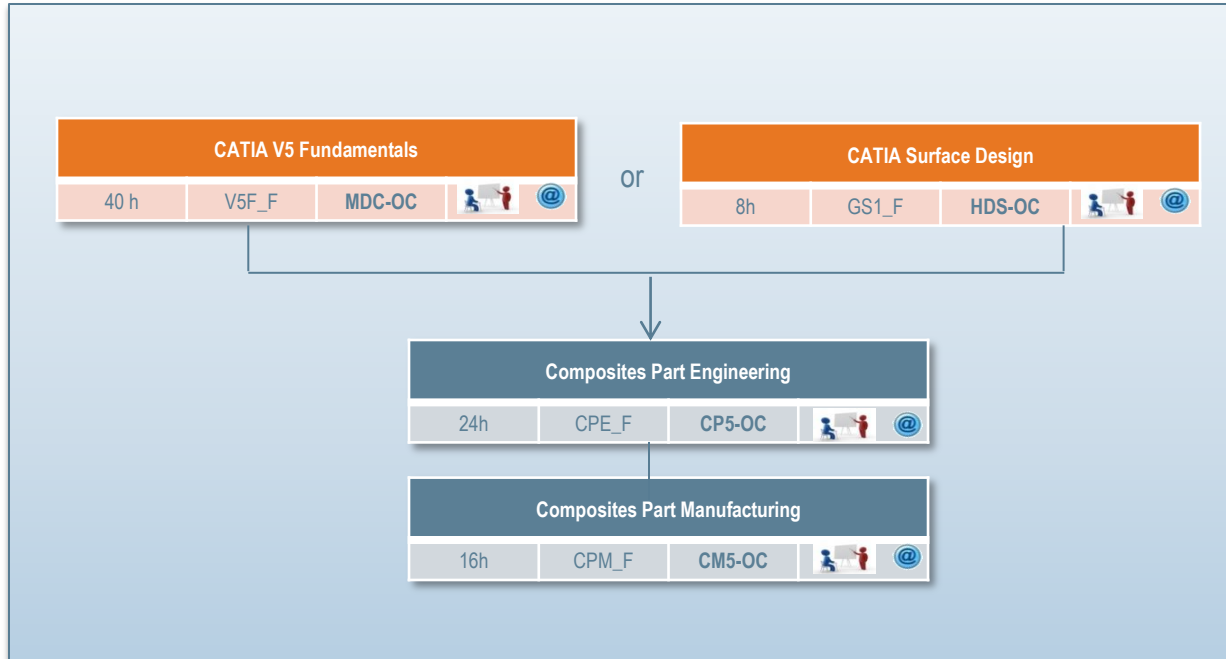 CATIA V5 Fundamentals
40 h V5F_F MDC-OC @
or
CATIA Surface Design
8h GS1_F HDS-OC @
Composites Part Engineering
24h CPE_F CP5-OC @
Composites Part Manufacturing
16h CPM_F CM5-OC @